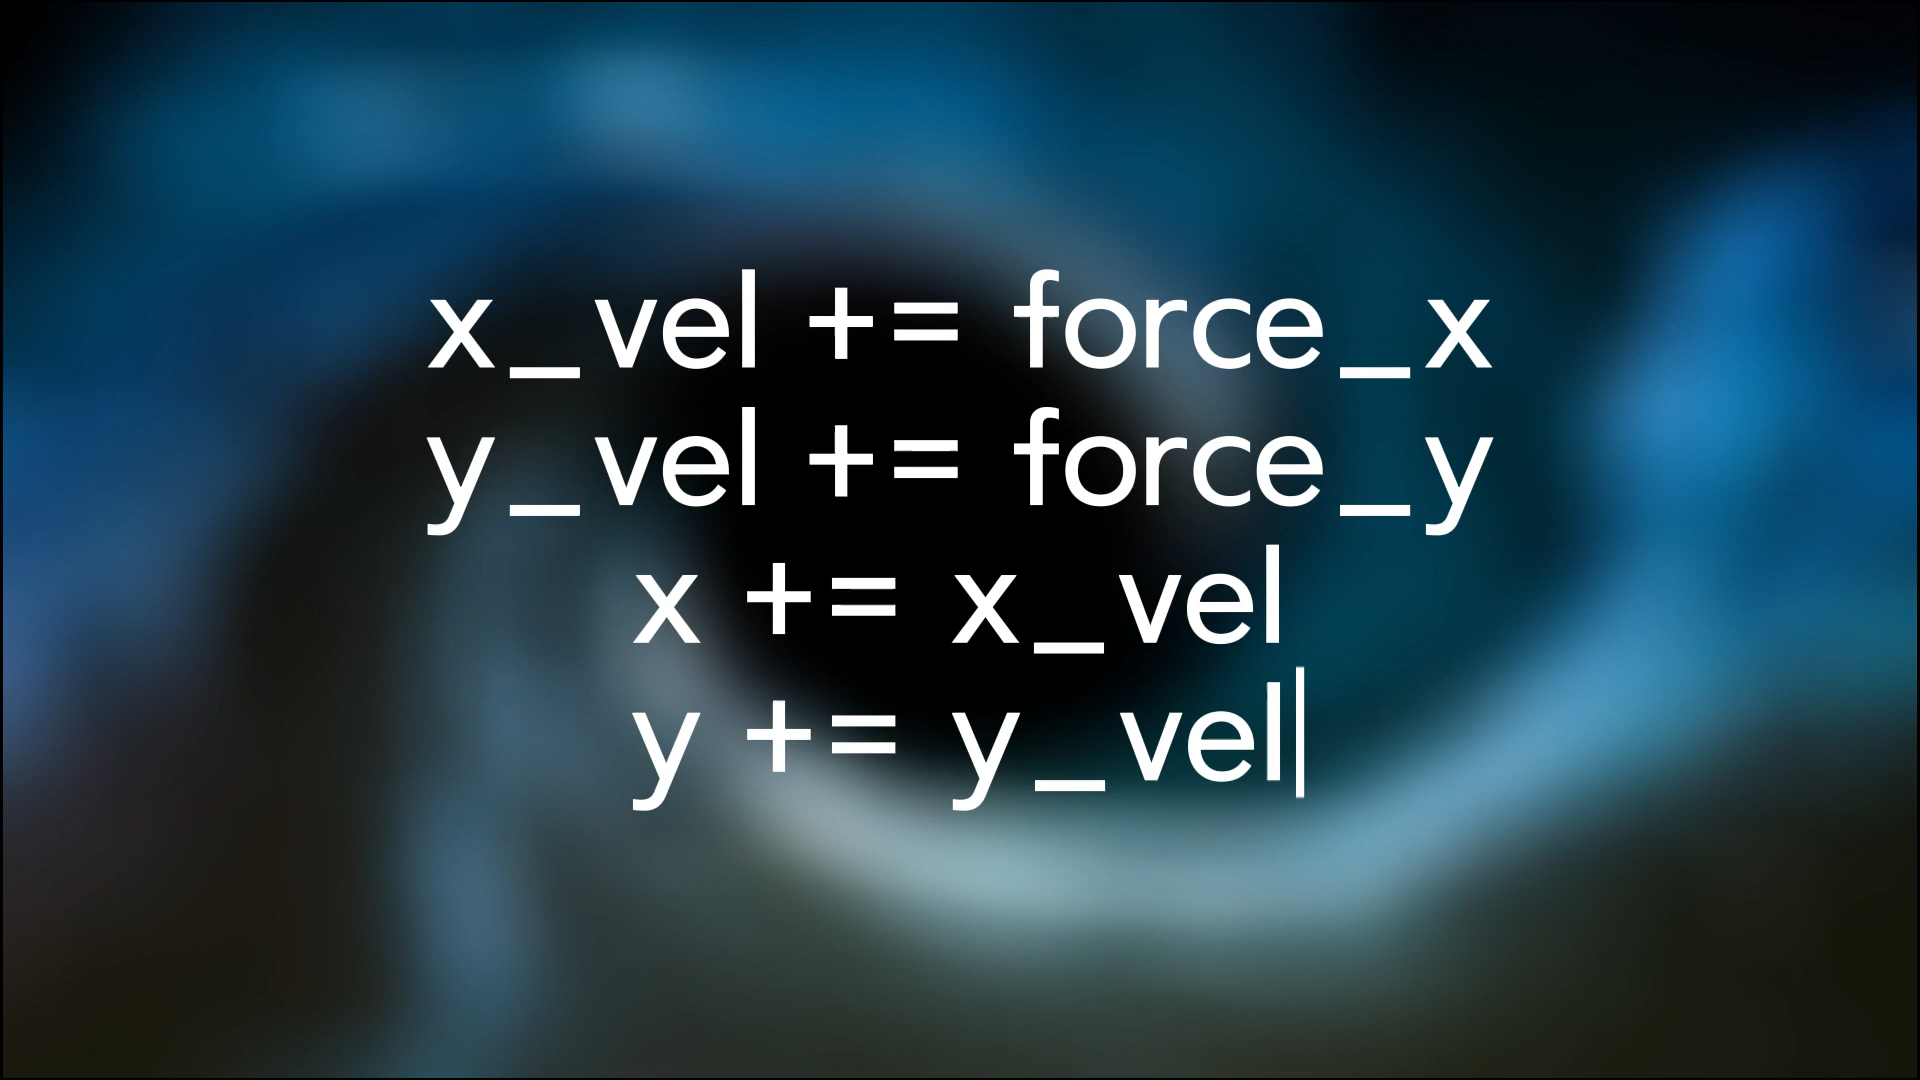 x_vel += force_x
y_vel += force_y
x += x_vel
y += y_vel